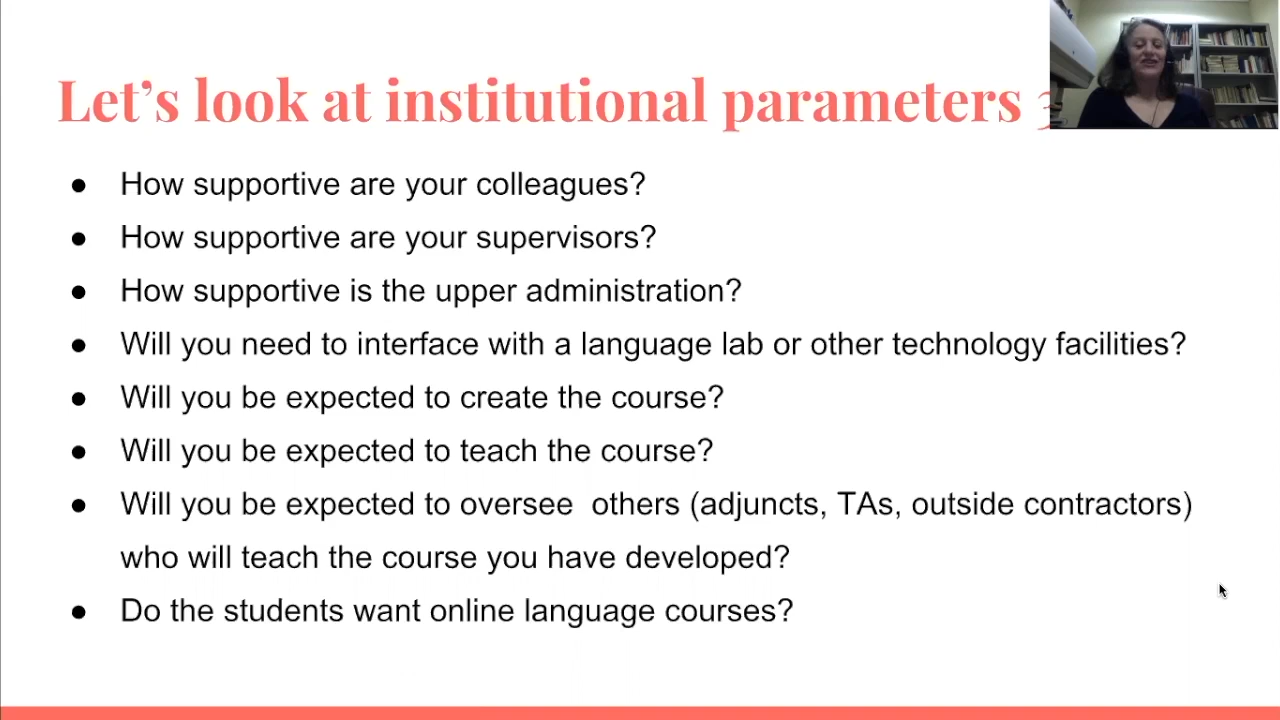 Let's look at institutional parameters
● How supportive are your colleagues?
● How supportive are your supervisors?
● How supportive is the upper administration?
● Will you need to interface with a language lab or other technology facilities?
● Will you be expected to create the course?
● Will you be expected to teach the course?
● Will you be expected to oversee  others (adjuncts, TAs, outside contractors)
who will teach the course you have developed?
● Do the students want online language courses?